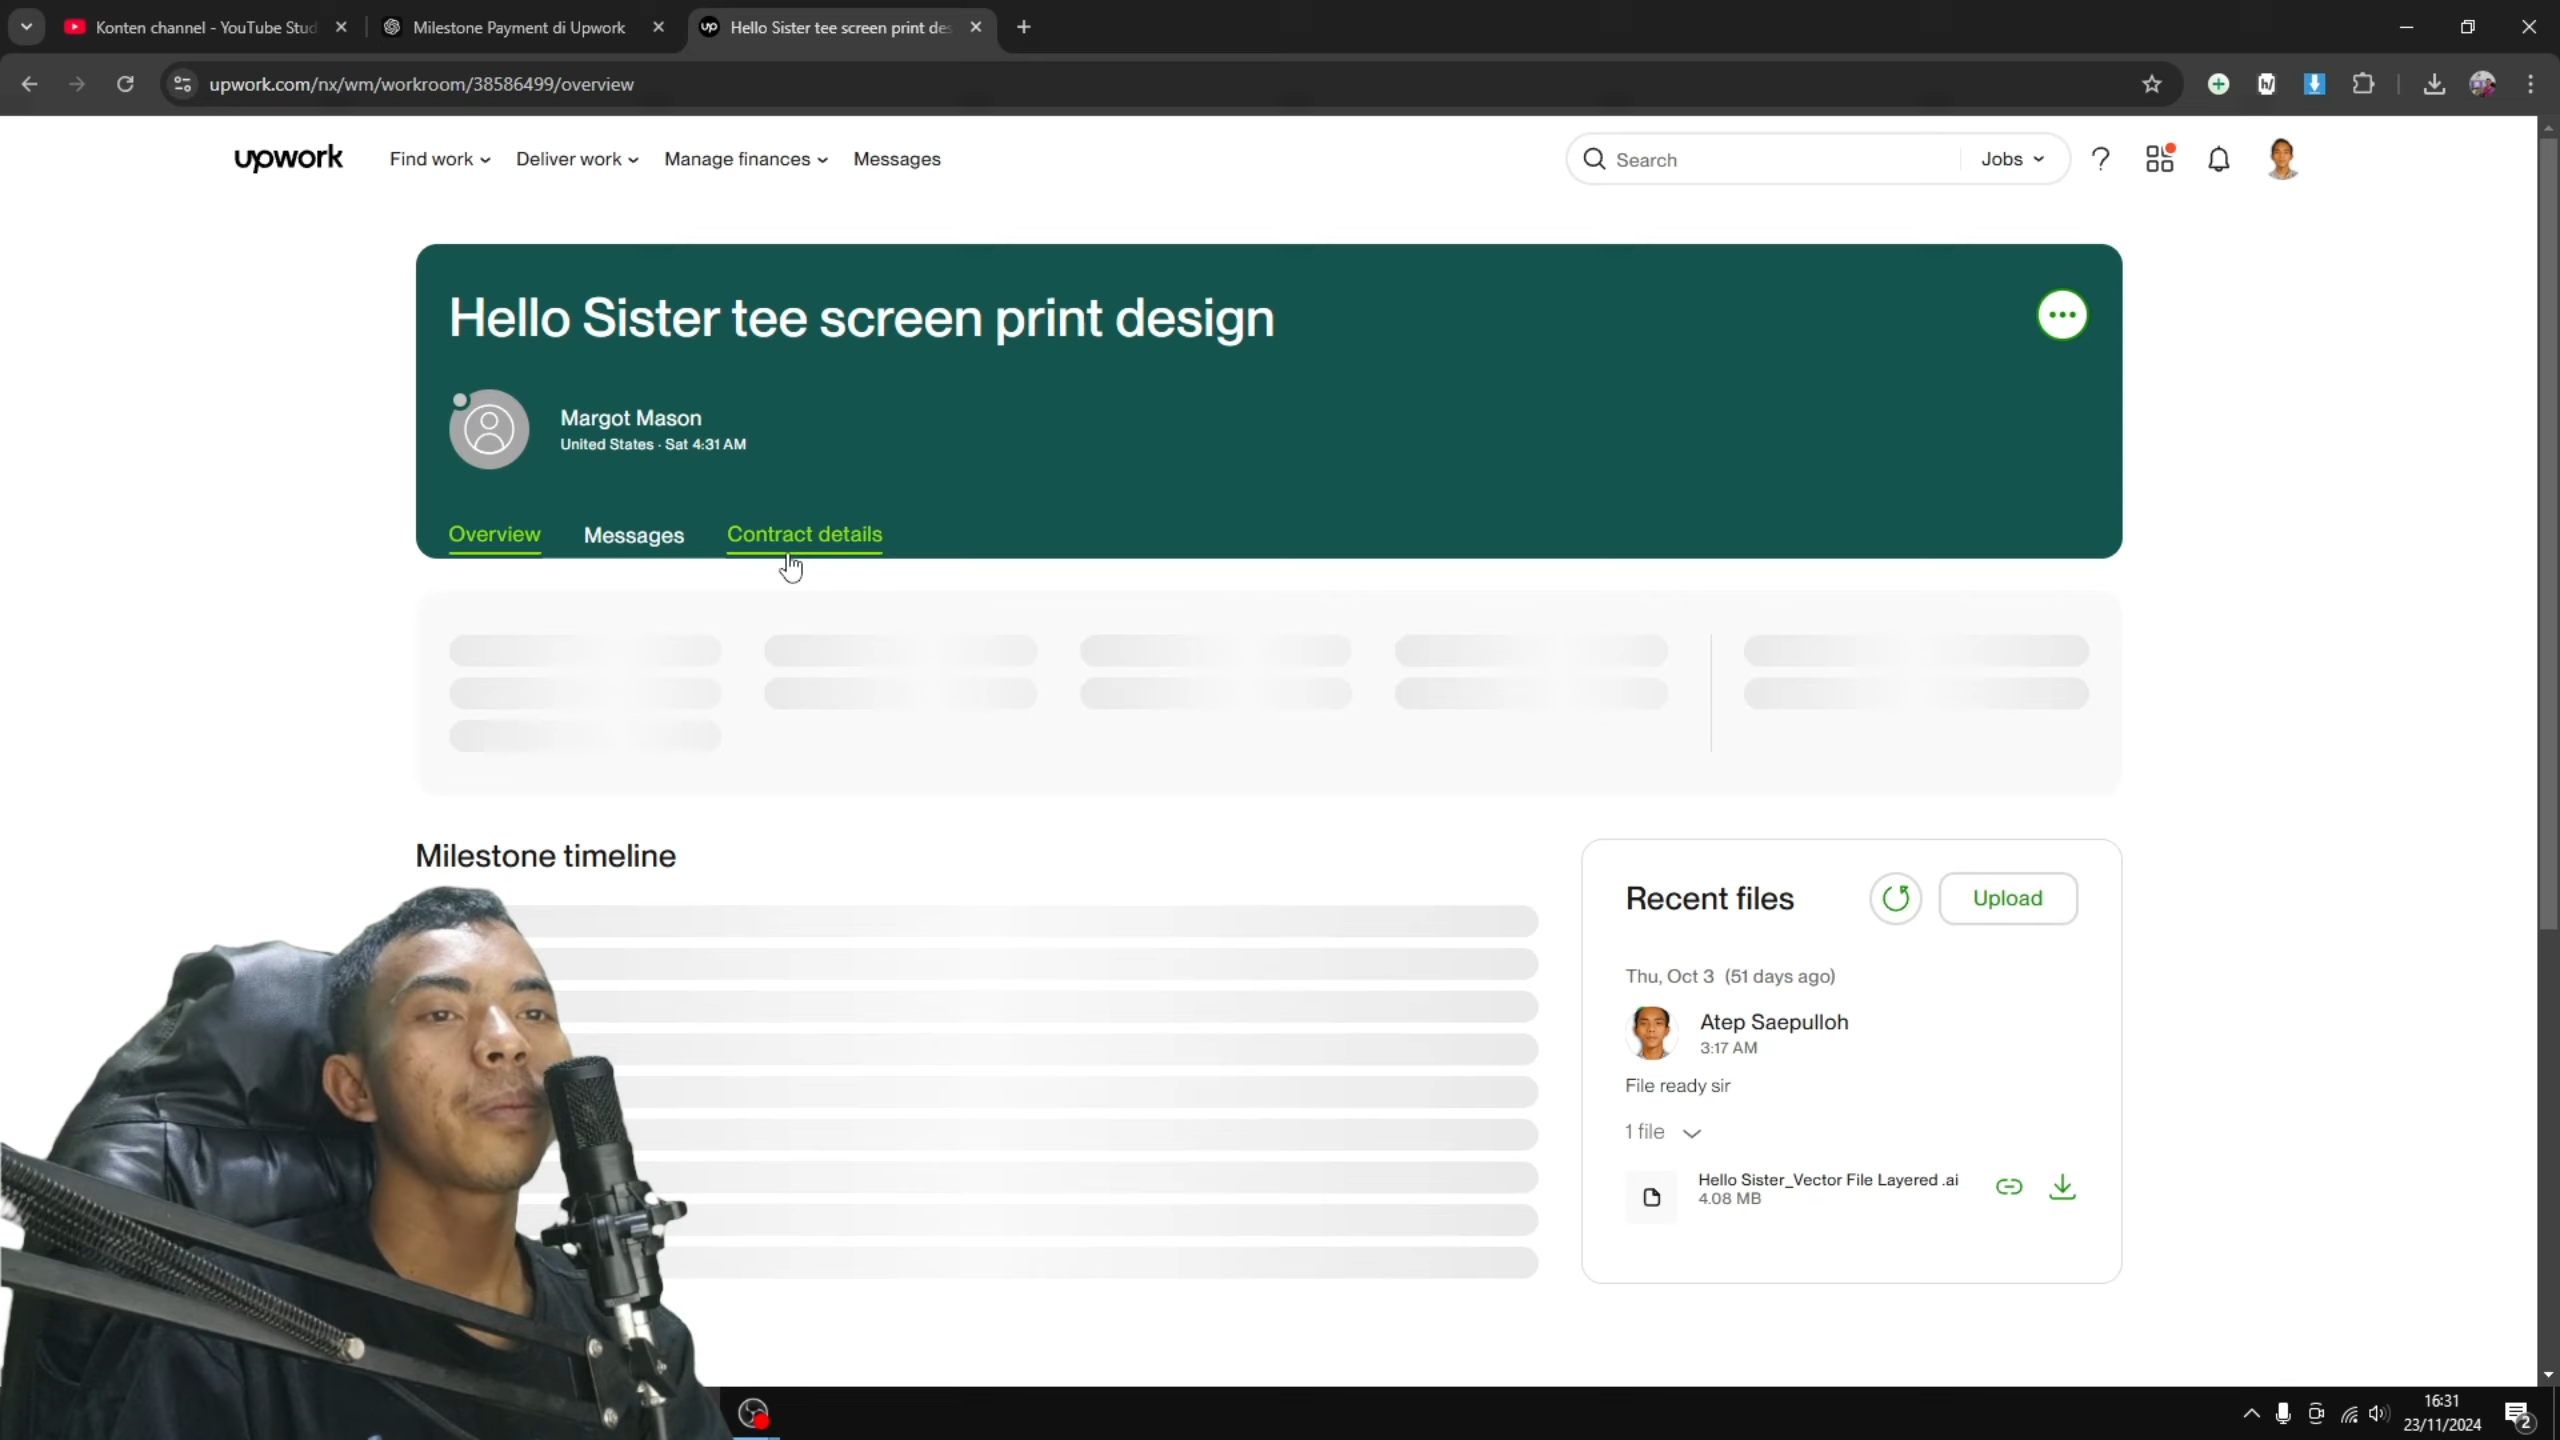 Konten channel - YouTube Stud
Milestone Payment di Upwork
Hello Sister tee screen print des
upwork.com/nx/wm/workroom/38586499/overview
upwork
Find work
Deliver work
Manage finances
Messages
Search
Jobs
Hello Sister tee screen print design
Margot Mason
United States · Sat 4:31 AM
Overview
Messages
Contract details
Milestone timeline
Recent files
Upload
Thu, Oct 3 (51 days ago)
Atep Saepulloh
3:17 AM
File ready sir
1 file
Hello Sister_Vector File Layered .ai
4.08 MB
16:31
23/11/2024
2